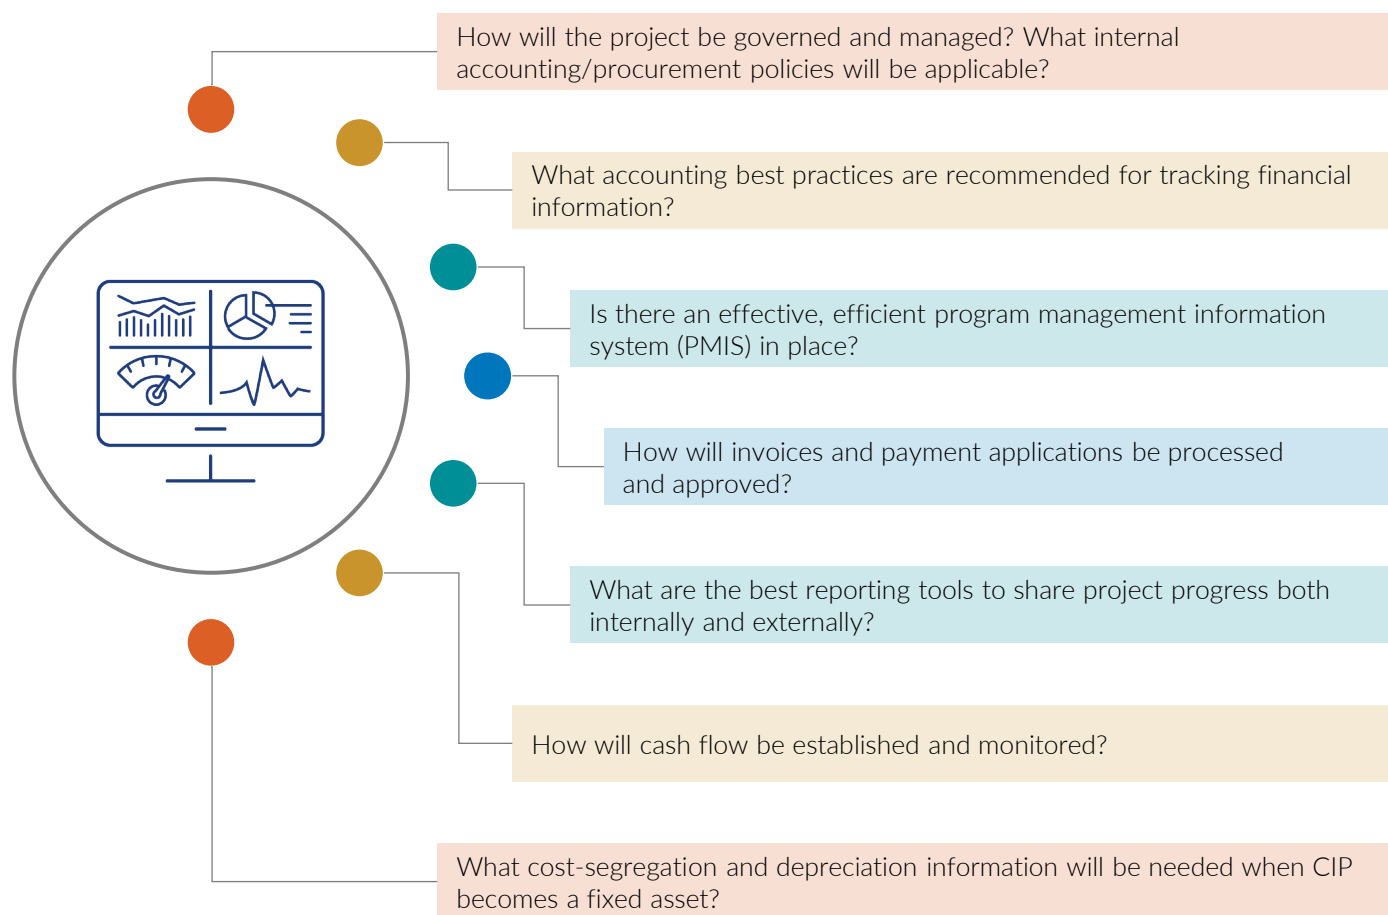 How will the project be governed and managed? What internal
accounting/procurement policies will be applicable?
What accounting best practices are recommended for tracking financial
information?
Is there an effective, efficient program management information
system (PMIS) in place?
How will invoices and payment applications be processed
and approved?
What are the best reporting tools to share project progress both
internally and externally?
How will cash flow be established and monitored?
What cost-segregation and depreciation information will be needed when CIP
becomes a fixed asset?